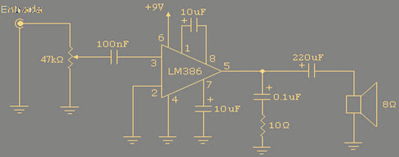 Entrada
+9V
10uF
100nF
6
1
8
47kΩ
3
LM386
5
220uF
2
7
4
10uF
0.1uF
10Ω
8Ω
+
+
+
+